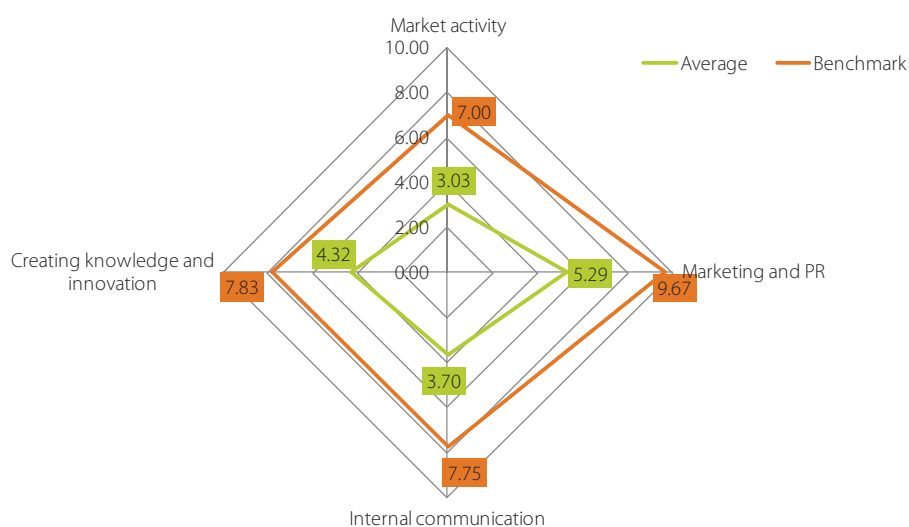 Market activity
10.00
Average
Benchmark
8.00
7.00
6.00
4.00
3.03
2.00
4.32
Creating knowledge and
innovation
0.00
5.29
Marketing and PR
7.83
9.67
3.70
7.75
Internal communication